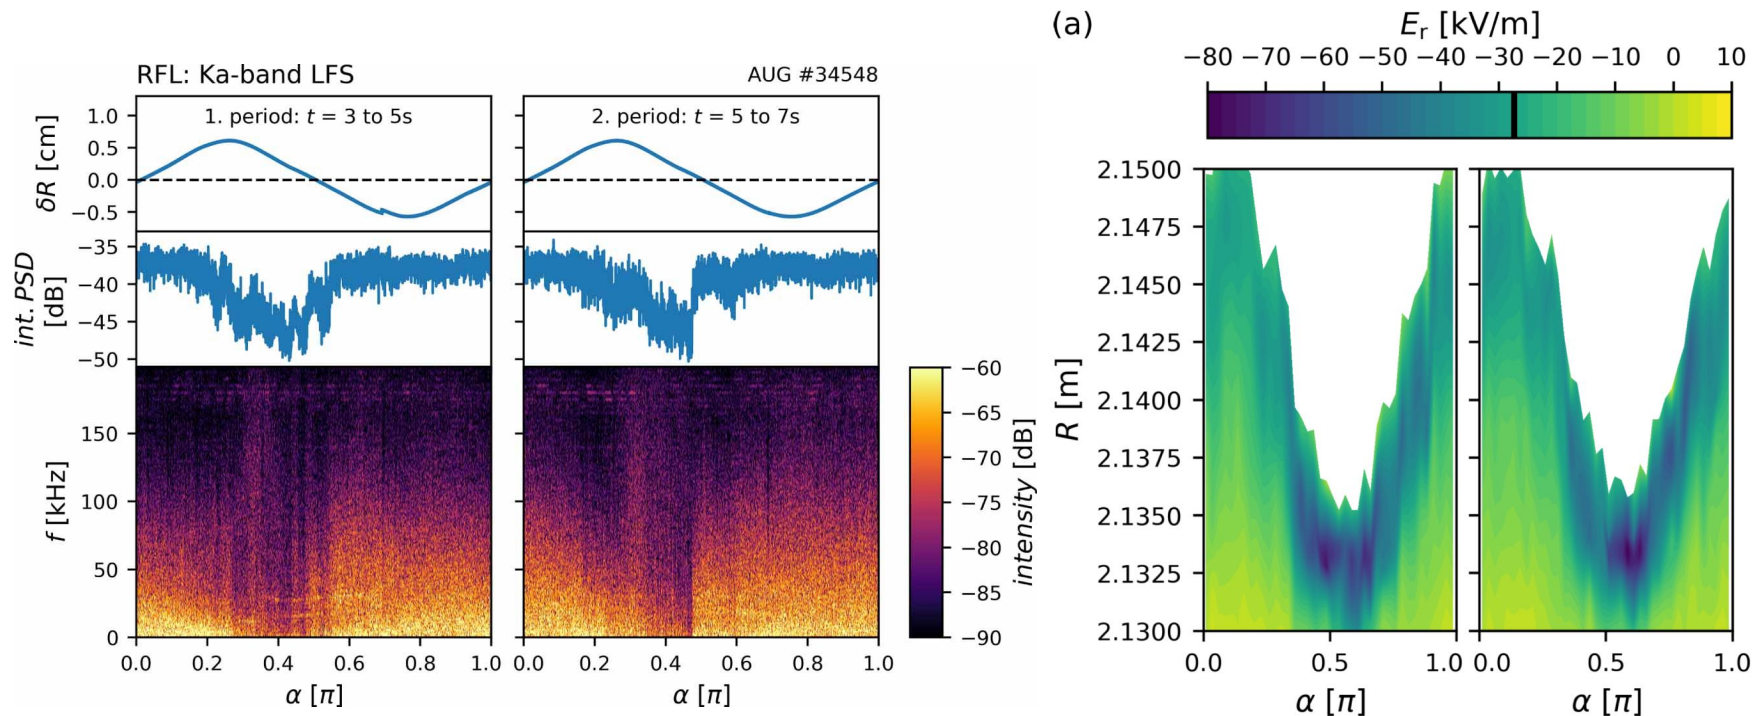 RFL: Ka-band LFS
AUG #34548
1. period: t = 3 to 5s
2. period: t = 5 to 7s
δR [cm]
1.0
0.5
0.0
−0.5
int. PSD
[dB]
−35
−40
−45
−50
f [kHz]
150
100
50
0
0.0 0.2 0.4 0.6 0.8 1.0
0.0 0.2 0.4 0.6 0.8 1.0
α [π]
α [π]
−60
−65
−70
−75
−80
−85
−90
intensity [dB]
(a)
Er [kV/m]
−80 −70 −60 −50 −40 −30 −20 −10 0 10
R [m]
2.1500
2.1475
2.1450
2.1425
2.1400
2.1375
2.1350
2.1325
2.1300
0.0 0.5 1.0
0.0 0.5 1.0
α [π]
α [π]